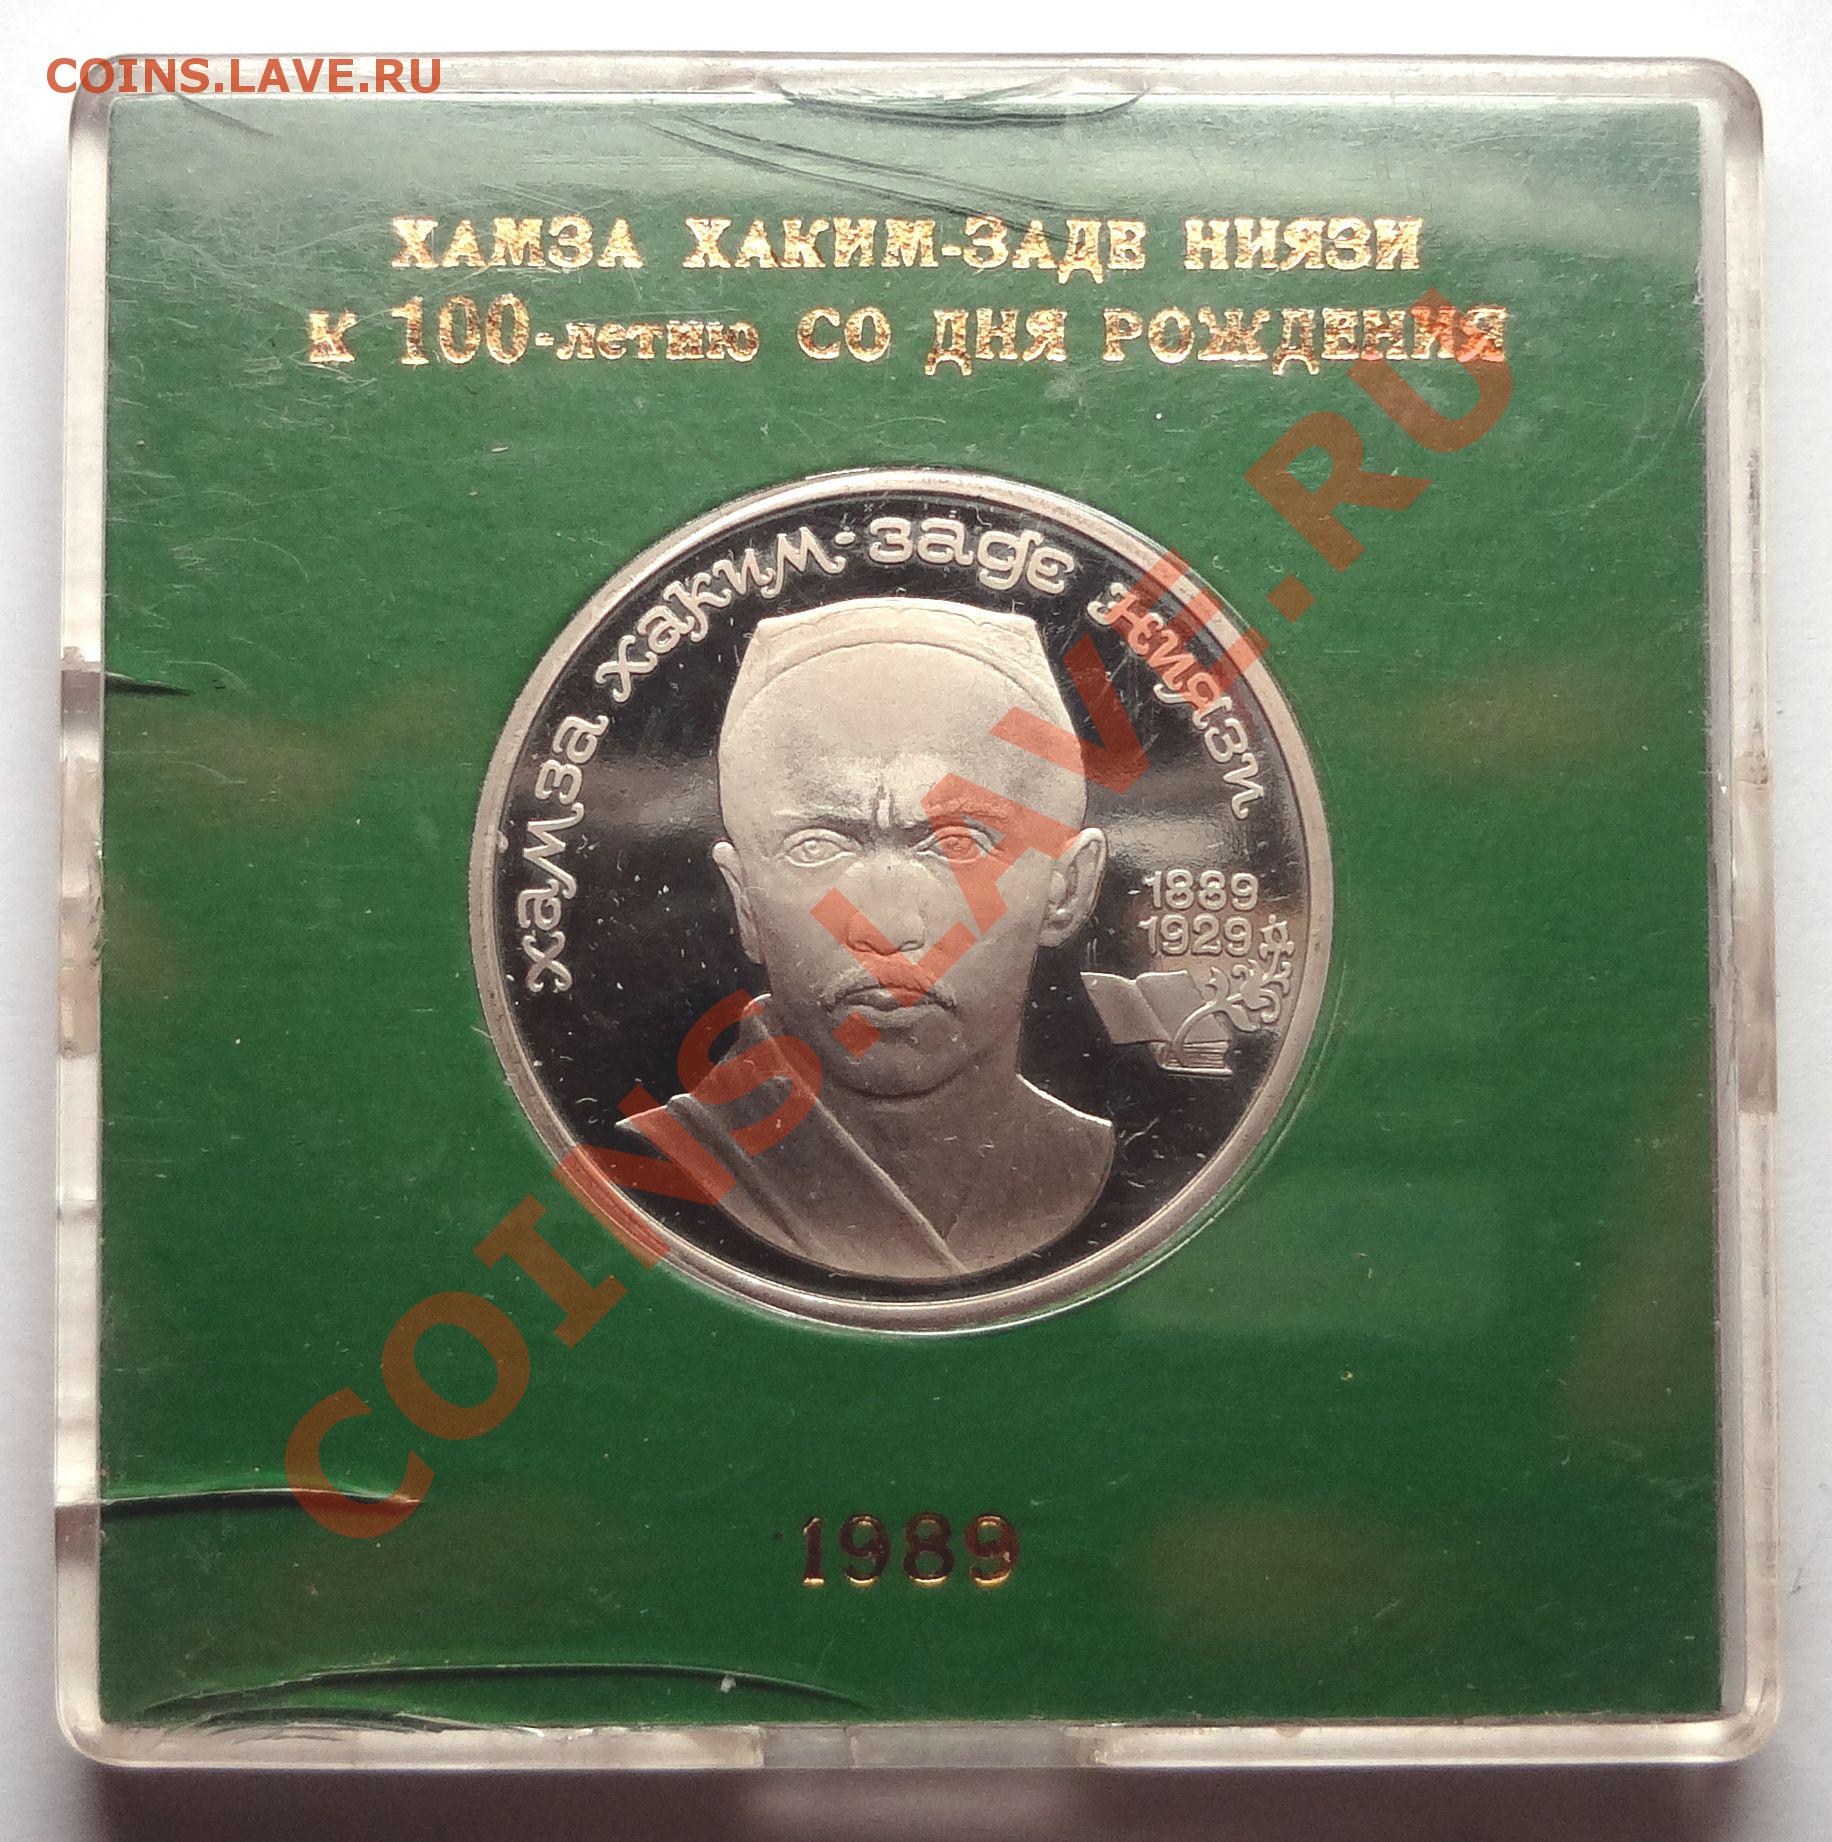 COINS.LAVE.RU
ХАМЗА ХАКИМ-ЗАДЕ НИЯЗИ
К 100-летию СО ДНЯ РОЖДЕНИЯ
хамза хаким-заде ниязи
1889
1929
COINS.LAVE.RU
1989